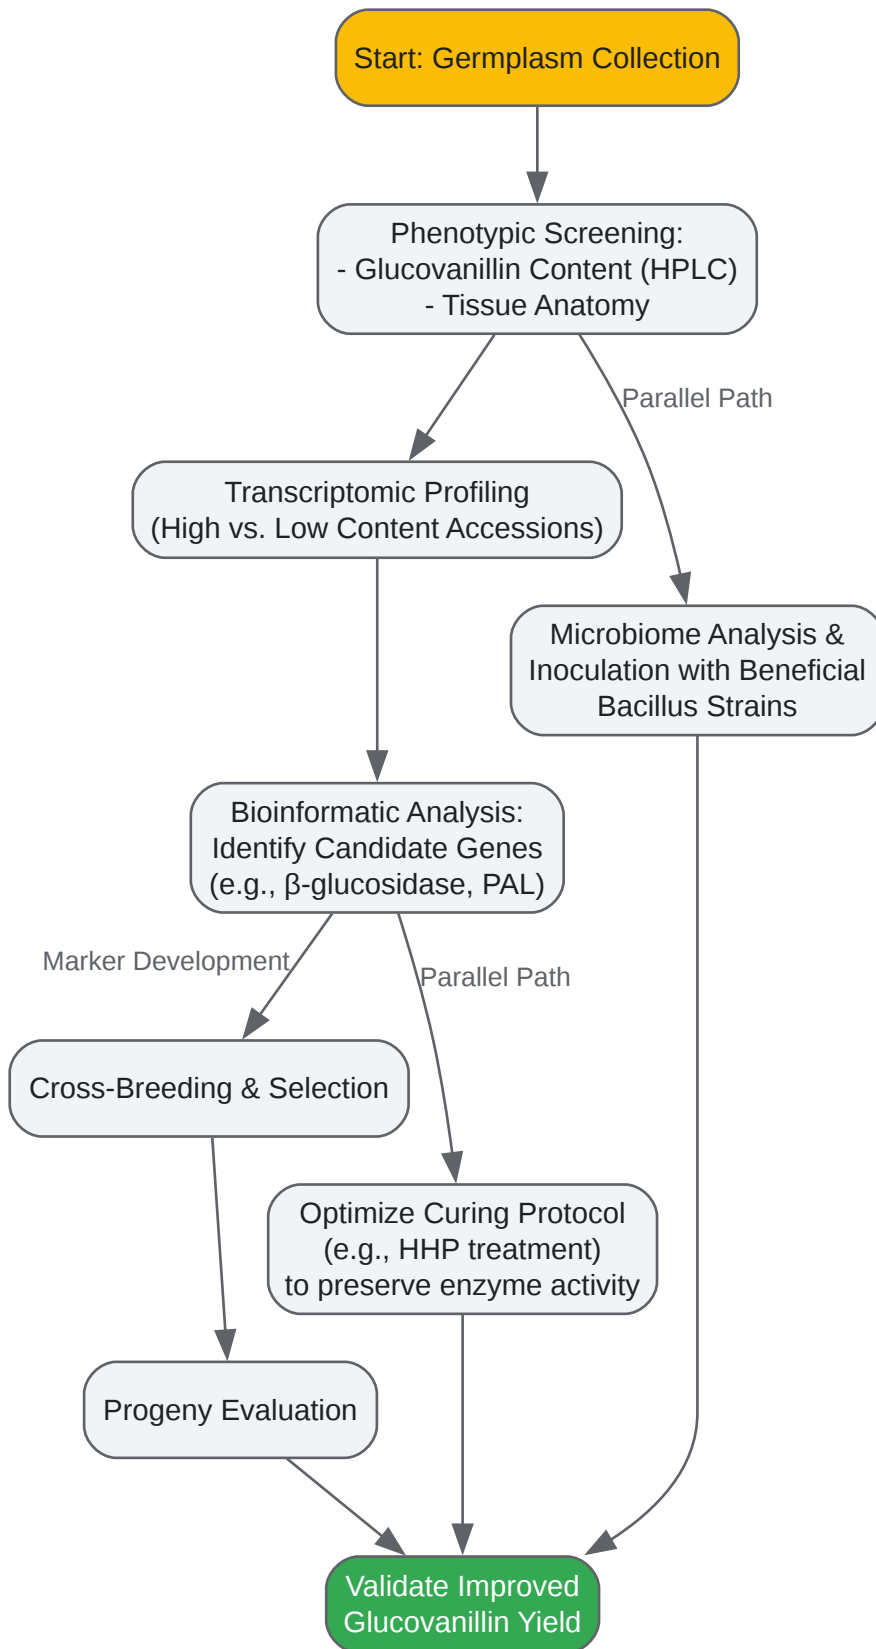 Start: Germplasm Collection
Phenotypic Screening:
- Glucovanillin Content (HPLC)
- Tissue Anatomy
Parallel Path
Transcriptomic Profiling
(High vs. Low Content Accessions)
Microbiome Analysis &
Inoculation with Beneficial
Bacillus Strains
Bioinformatic Analysis:
Identify Candidate Genes
(e.g., β-glucosidase, PAL)
Marker Development
Parallel Path
Cross-Breeding & Selection
Optimize Curing Protocol
(e.g., HHP treatment)
to preserve enzyme activity
Progeny Evaluation
Validate Improved
Glucovanillin Yield